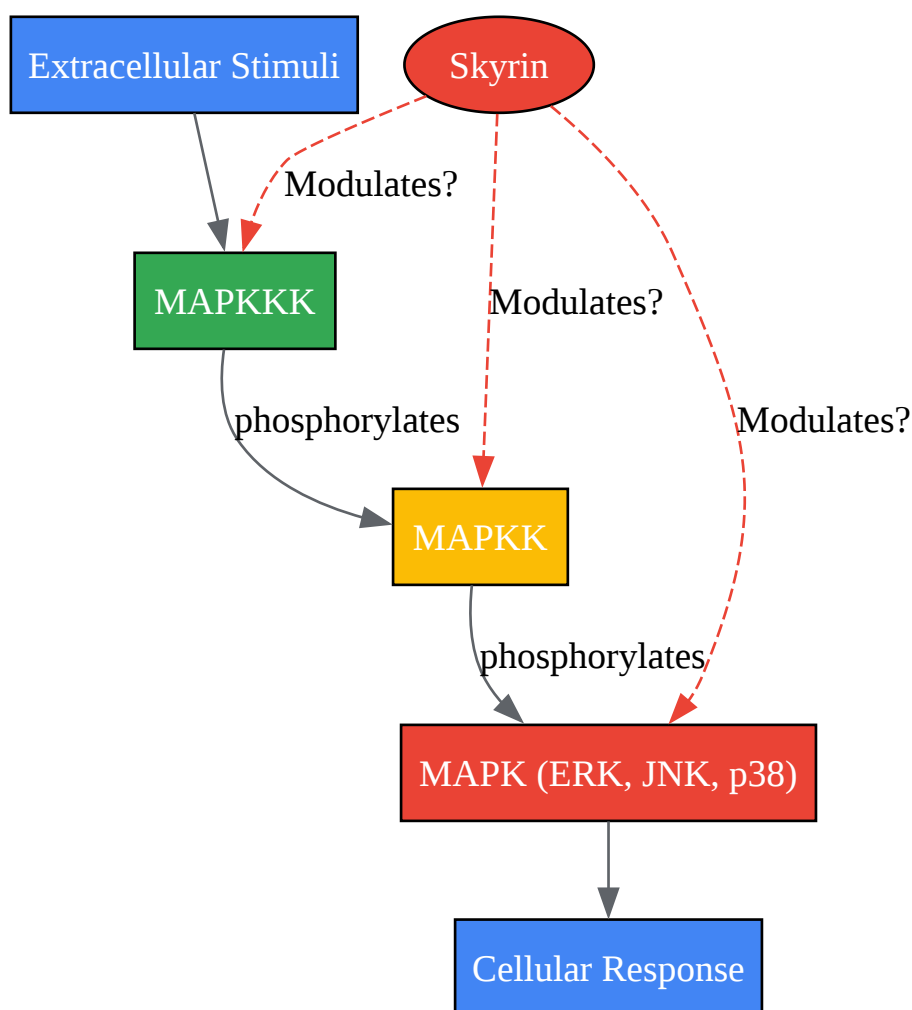 Extracellular Stimuli
Skyrin
Modulates?
MAPKKK
Modulates?
phosphorylates
Modulates?
MAPKK
phosphorylates
MAPK (ERK, JNK, p38)
Cellular Response